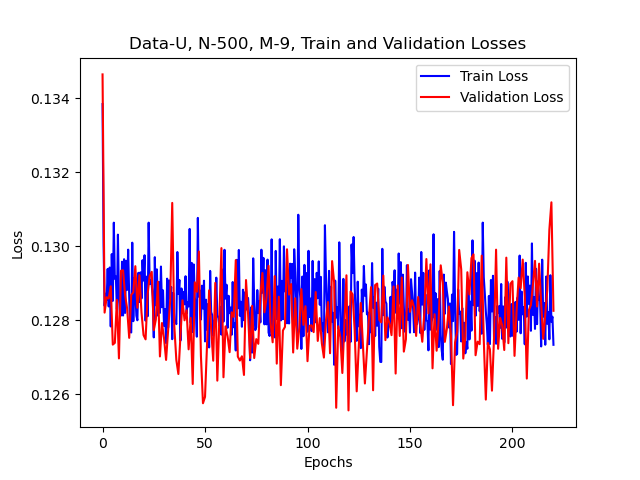 Data-U, N-500, M-9, Train and Validation Losses
Train Loss
Validation Loss
0.134
0.132
0.130
0.128
0.126
Loss
0
50
100
150
200
Epochs